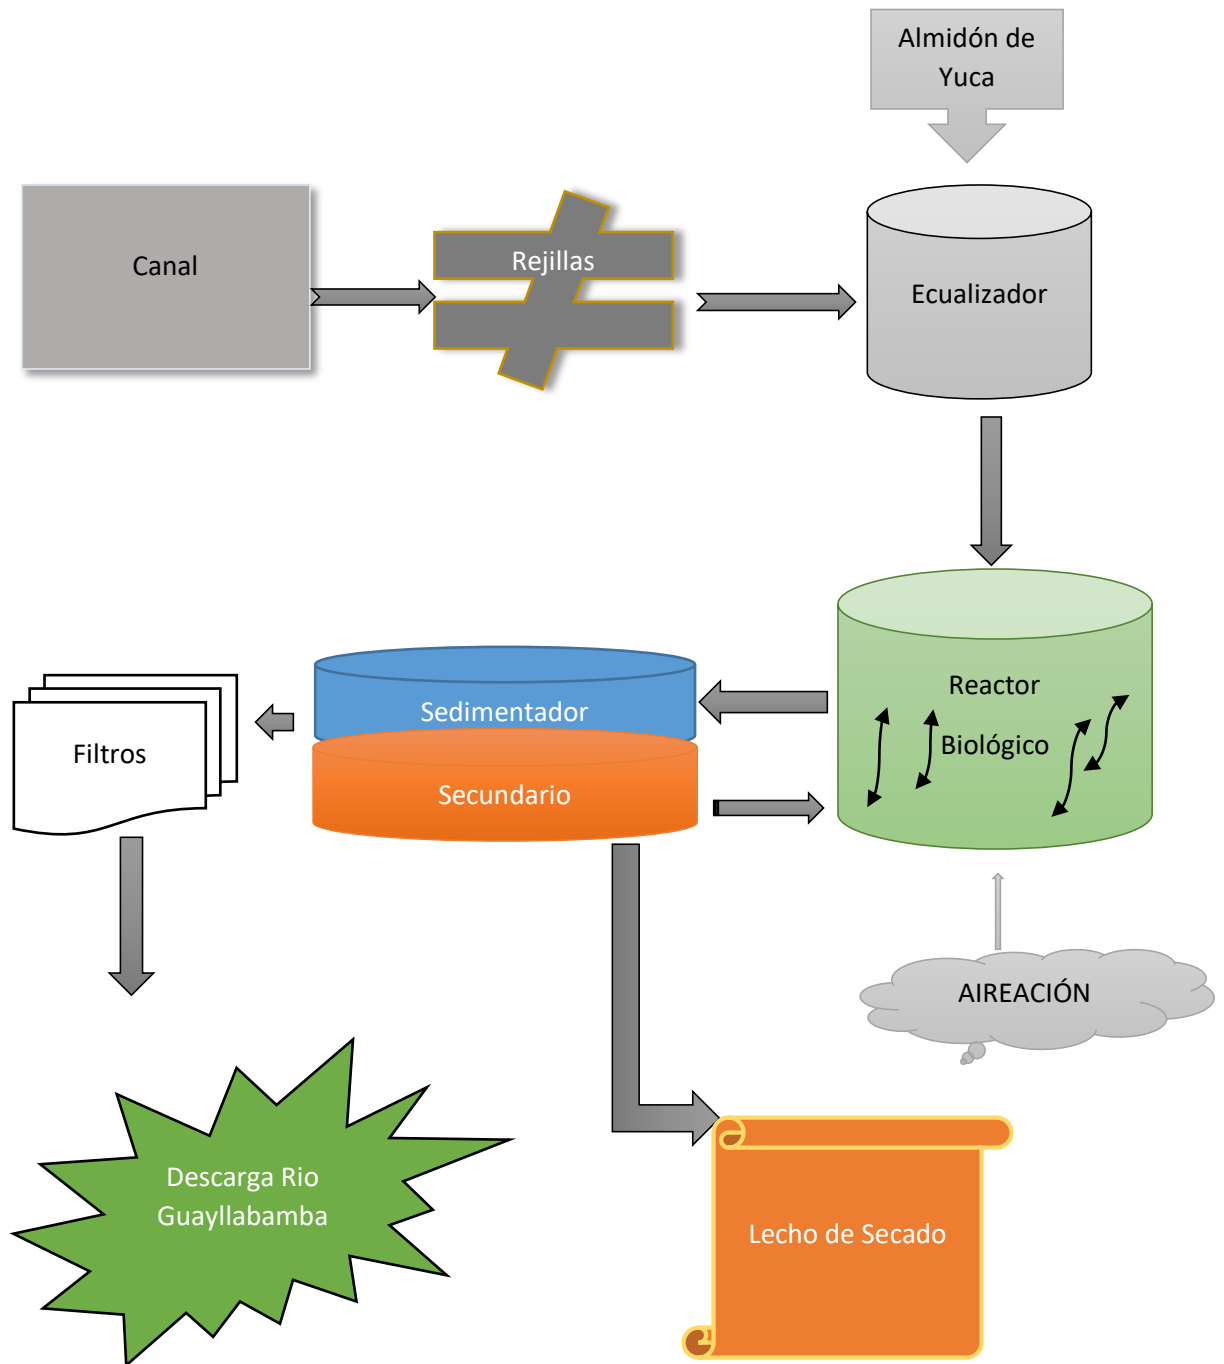 Almidón de
Yuca
Canal
Rejillas
Ecualizador
Reactor
Biológico
Sedimentador
Secundario
Filtros
AIREACIÓN
Descarga Rio
Guayllabamba
Lecho de Secado